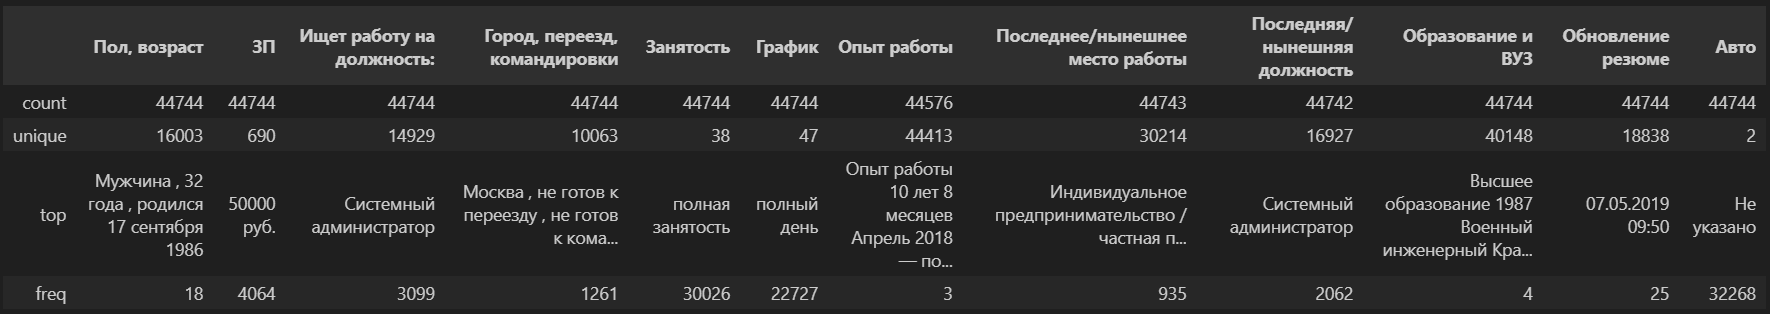 Пол, возраст ЗП Ищет работу на должность: Город, переезд, командировки Занятость График Опыт работы Последнее/нынешнее место работы Последняя/нынешняя должность Образование и ВУЗ Обновление резюме Авто
count 44744 44744 44744 44744 44744 44744 44576 44743 44742 44744 44744 44744
unique 16003 690 14929 10063 38 47 44413 30214 16927 40148 18838 2
top Мужчина , 32 года , родился 17 сентября 1986 50000 руб. Системный администратор Москва , не готов к переезду , не готов к кома... полная занятость полный день Опыт работы 10 лет 8 месяцев Апрель 2018 — по... Индивидуальное предпринимательство / частная п... Системный администратор Высшее образование 1987 Военный инженерный Кра... 07.05.2019 09:50 Не указано
freq 18 4064 3099 1261 30026 22727 3 935 2062 4 25 32268